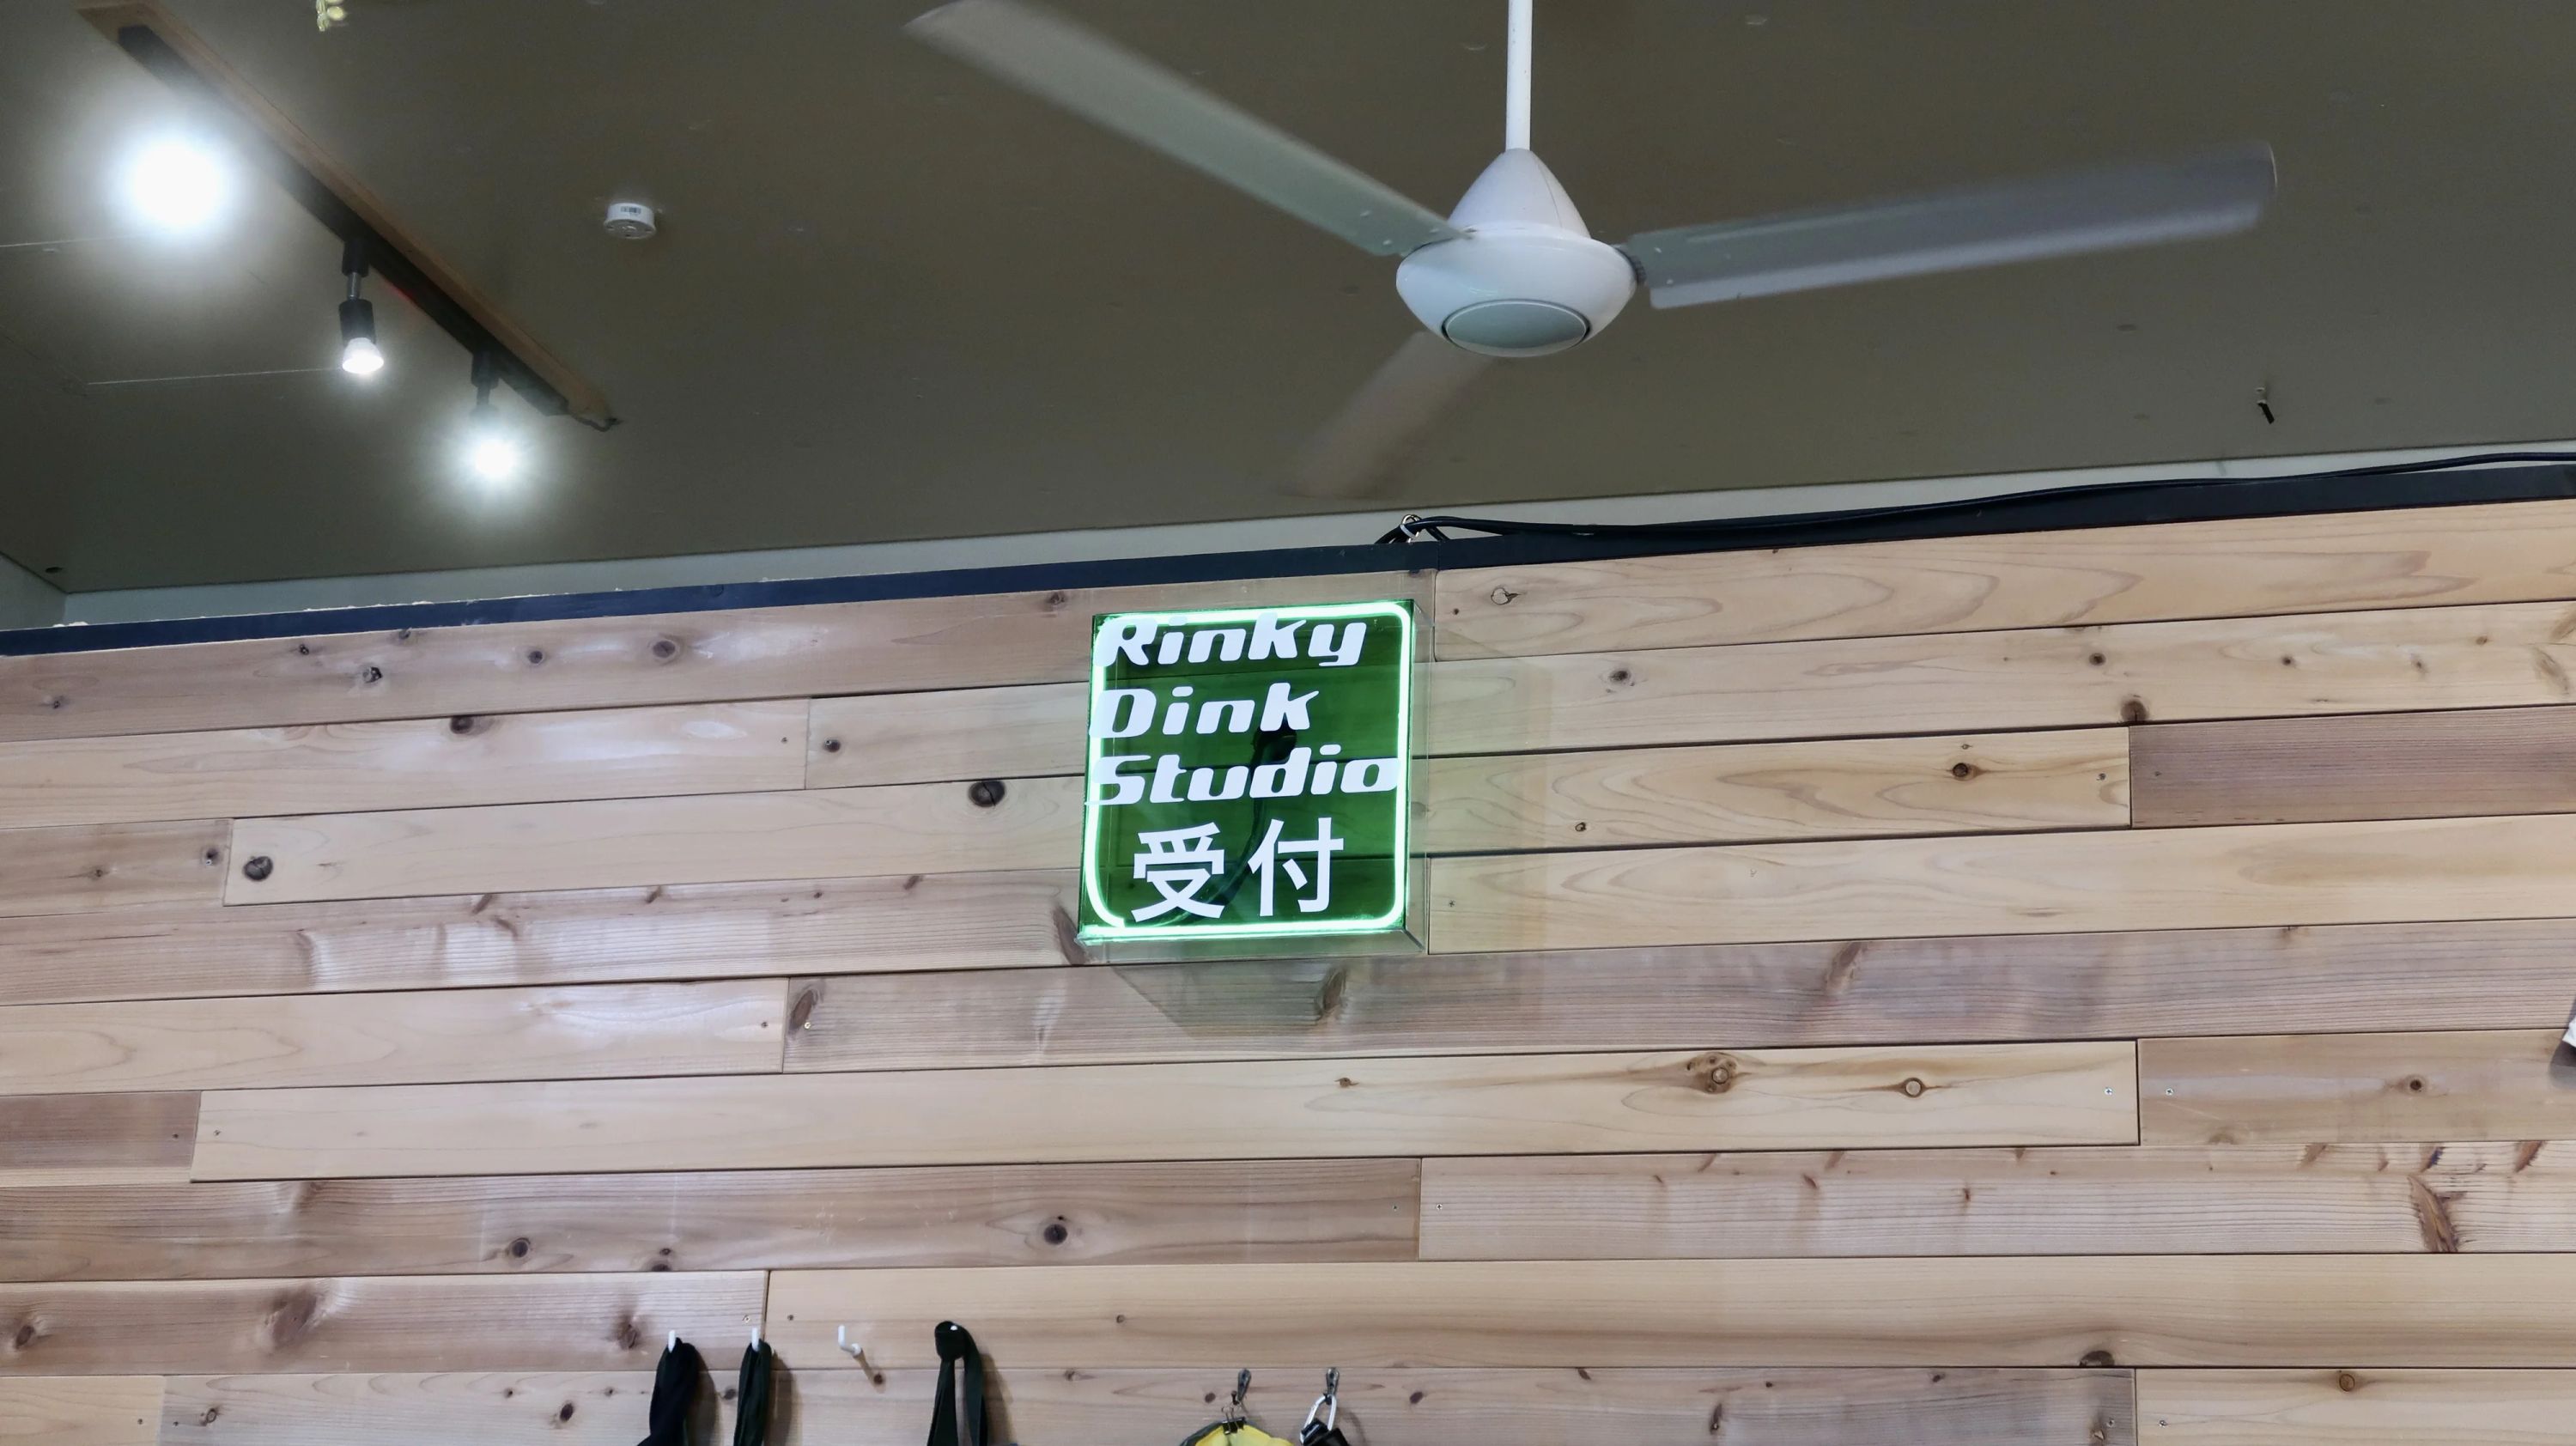 Rinky
Dink
Studio
受付